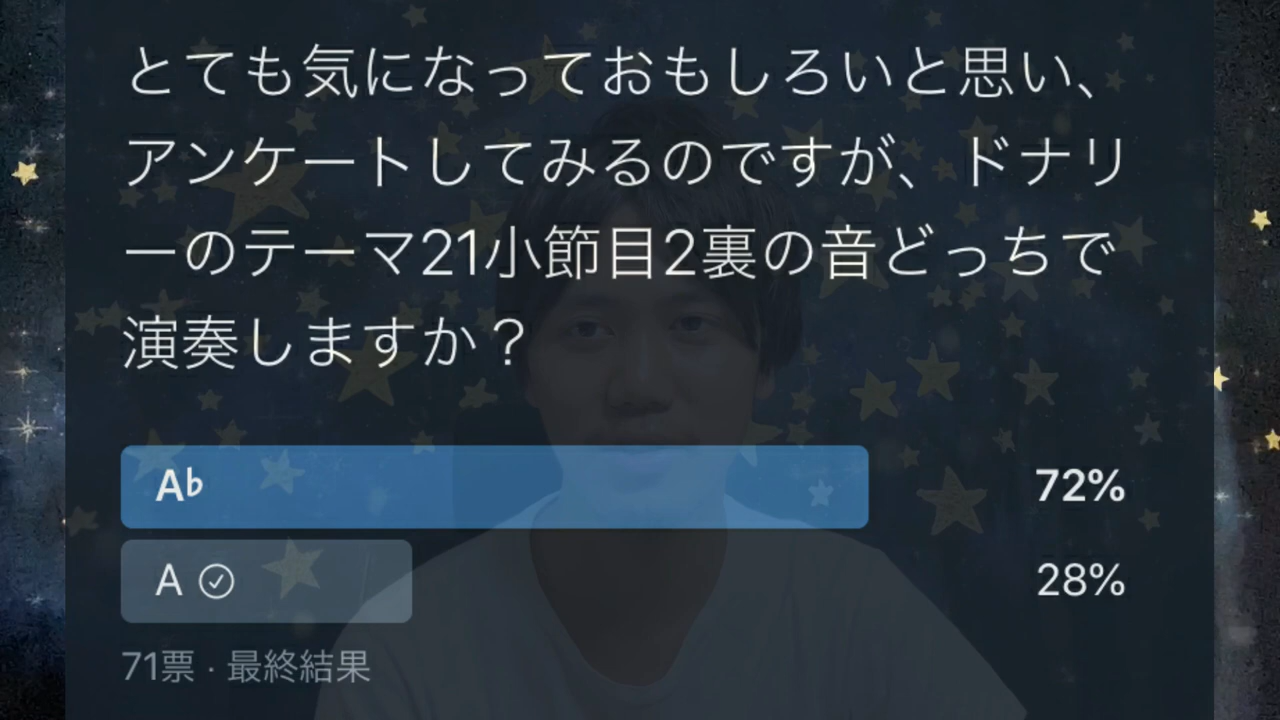 とても気になっておもしろいと思い、
アンケートしてみるのですが、ドナリ
ーのテーマ21小節目2裏の音どっちで
演奏しますか？
A♭ 72%
A 28%
71票 · 最終結果